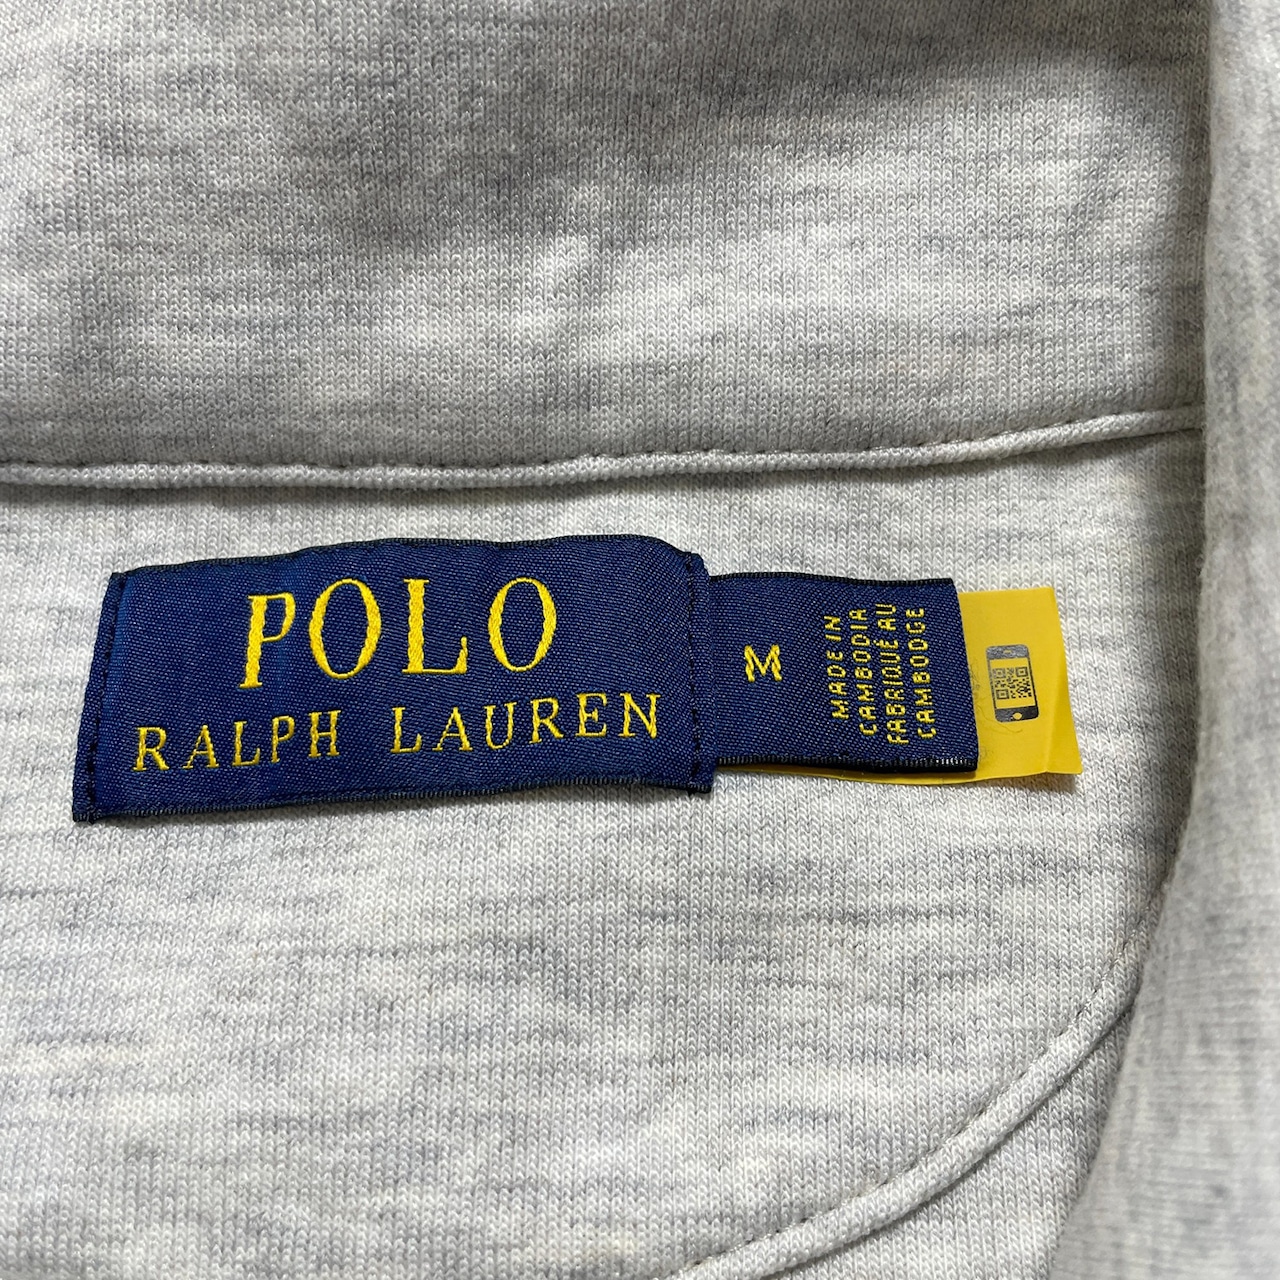 POLO
RALPH LAUREN
M
MADE IN
CAMBODIA
FABRIQUÉ AU
CAMBODGE